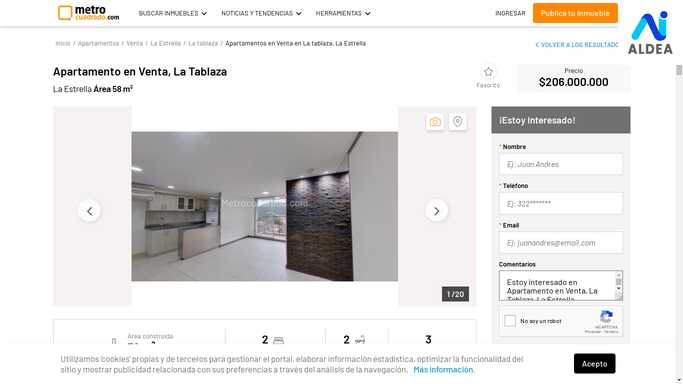 metro
cuadrado.com
BUSCAR INMUEBLES
NOTICIAS Y TENDENCIAS
HERRAMIENTAS
INGRESAR
Publica tu Inmueble
ALDEA
Inicio / Apartamentos / Venta / La Estrella / La tablaza / Apartamentos en Venta en La tablaza, La Estrella
< VOLVER A LOS RESULTADO
Apartamento en Venta, La Tablaza
La Estrella Área 58 m²
Favorito
Precio
$206.000.000
Metrocuadrado.com
1 / 20
¡Estoy Interesado!
* Nombre
Ej: Juan Andres
* Teléfono
Ej: 322*******
* Email
Ej: juanandres@email.com
Comentarios
Estoy interesado en
Apartamento en Venta, La
Tablaza, La Estrella
No soy un robot
reCAPTCHA
Privacidad - Términos
Área construida
2
2
3
Utilizamos 'cookies' propias y de terceros para gestionar el portal, elaborar información estadística, optimizar la funcionalidad del
sitio y mostrar publicidad relacionada con sus preferencias a través del análisis de la navegación. Más información.
Acepto